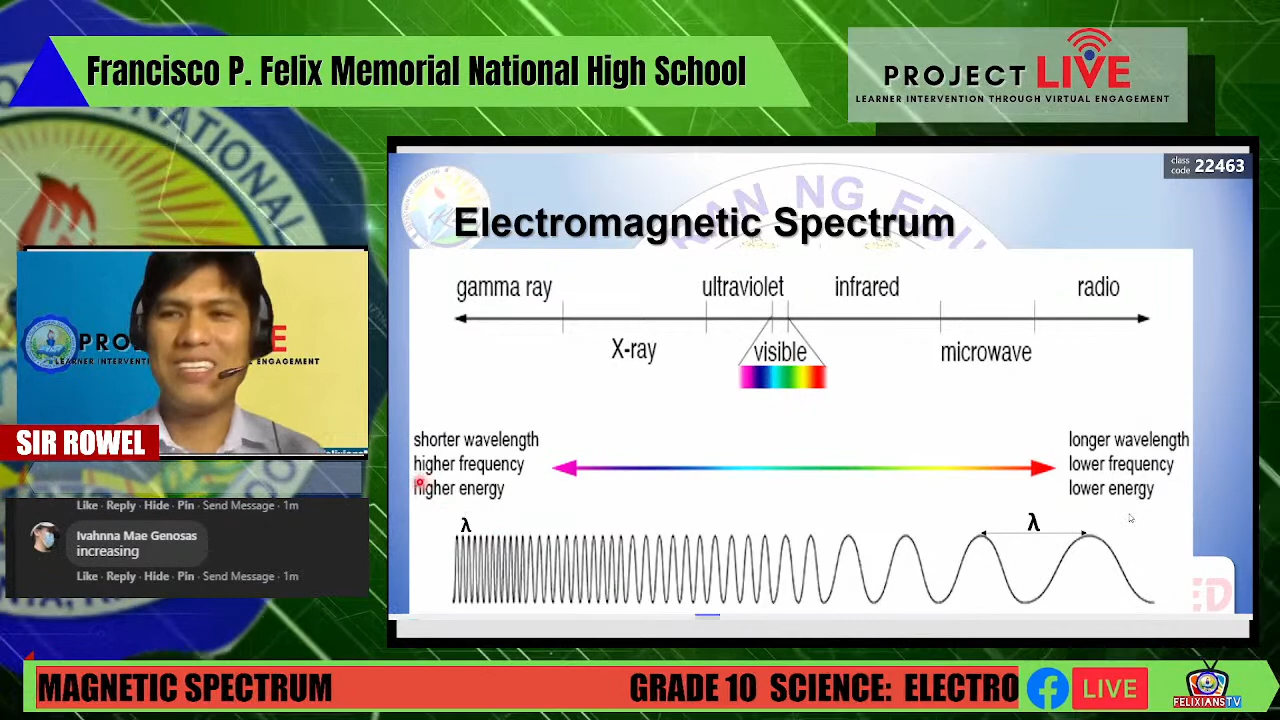 Francisco P. Felix Memorial National High School
PROJECT LIVE
LEARNER INTERVENTION THROUGH VIRTUAL ENGAGEMENT
class code 22463
Electromagnetic Spectrum
gamma ray
ultraviolet
infrared
radio
X-ray
visible
microwave
shorter wavelength
higher frequency
higher energy
longer wavelength
lower frequency
lower energy
λ
λ
SIR ROWEL
Like · Reply · Hide · Pin · Send Message · 1m
Ivahnna Mae Genosas
increasing
Like · Reply · Hide · Pin · Send Message · 1m
MAGNETIC SPECTRUM
GRADE 10 SCIENCE: ELECTRO
LIVE
FELIXIANS TV